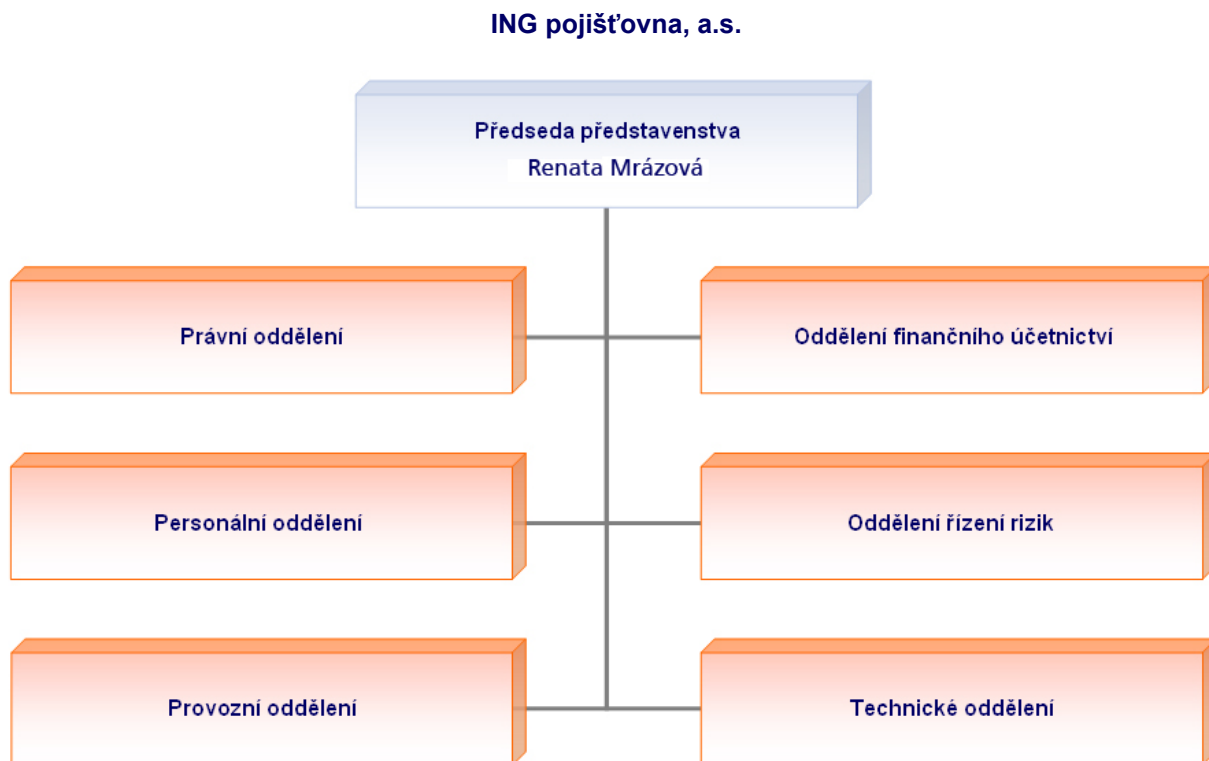 ING pojišťovna, a.s.
Předseda představenstva
Renata Mrázová
Právní oddělení
Oddělení finančního účetnictví
Personální oddělení
Oddělení řízení rizik
Provozní oddělení
Technické oddělení